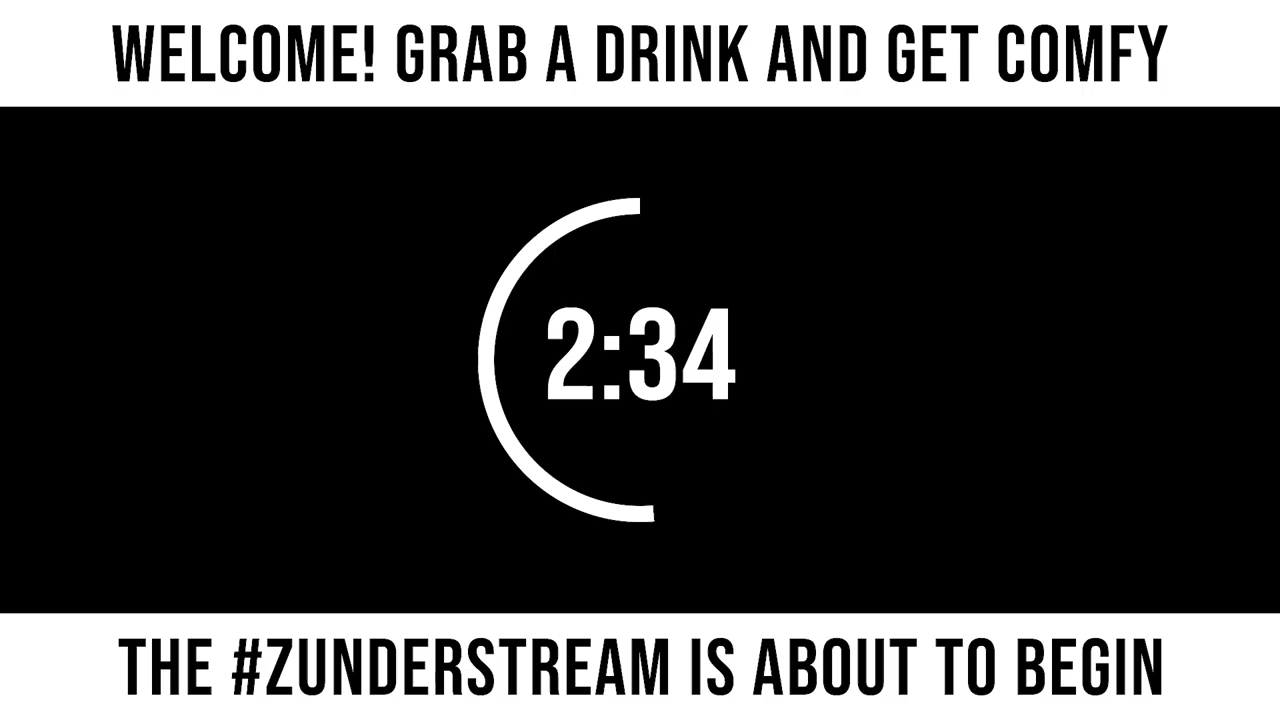 WELCOME! GRAB A DRINK AND GET COMFY
2:34
THE #ZUNDERSTREAM IS ABOUT TO BEGIN